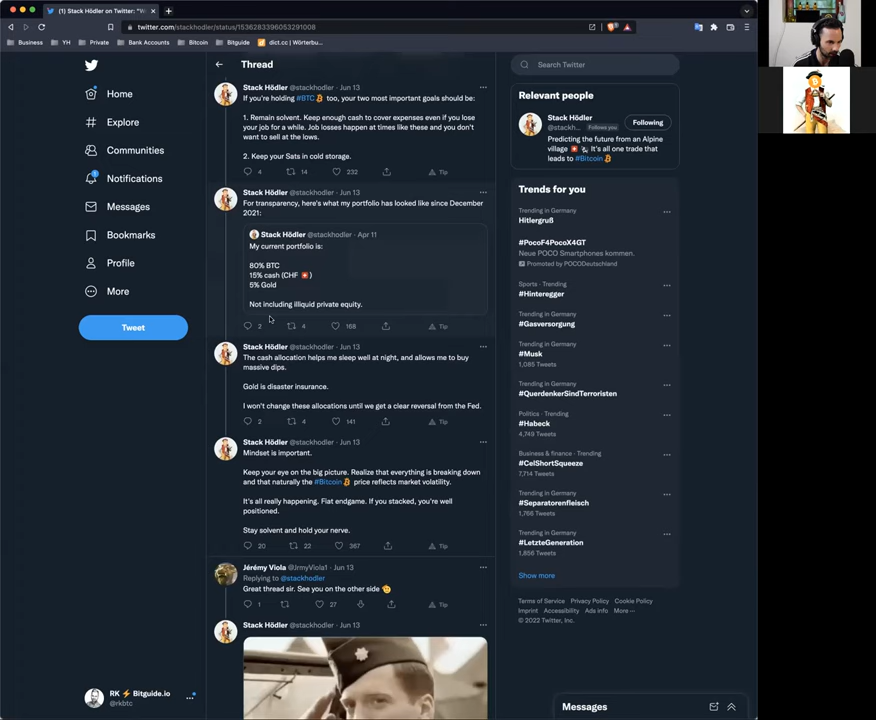 (1) Stack Hödler on Twitter: "W
twitter.com/stackhodler/status/1536283396053291008
Business
YH
Private
Bank Accounts
Bitcoin
Bitguide
dict.cc | Wörterbu...
Home
Explore
Communities
1
Notifications
Messages
Bookmarks
Profile
More
Tweet
RK ⚡ Bitguide.io
@rkbtc
Thread
Stack Hödler @stackhodler · Jun 13
If you're holding #BTC too, your two most important goals should be:
1. Remain solvent. Keep enough cash to cover expenses even if you lose
your job for a while. Job losses happen at times like these and you don't
want to sell at the lows.
2. Keep your Sats in cold storage.
4 14 232 Tip
Stack Hödler @stackhodler · Jun 13
For transparency, here's what my portfolio has looked like since December
2021:
Stack Hödler @stackhodler · Apr 11
My current portfolio is:
80% BTC
15% cash (CHF 🇨🇭)
5% Gold
Not including illiquid private equity.
2 4 168 Tip
Stack Hödler @stackhodler · Jun 13
The cash allocation helps me sleep well at night, and allows me to buy
massive dips.
Gold is disaster insurance.
I won't change these allocations until we get a clear reversal from the Fed.
2 4 141 Tip
Stack Hödler @stackhodler · Jun 13
Mindset is important.
Keep your eye on the big picture. Realize that everything is breaking down
and that naturally the #Bitcoin price reflects market volatility.
It's all really happening. Fiat endgame. If you stacked, you're well
positioned.
Stay solvent and hold your nerve.
20 22 367 Tip
Jérémy Viola @JrmyViola1 · Jun 13
Replying to @stackhodler
Great thread sir. See you on the other side 🫡
1 27 Tip
Stack Hödler @stackhodler · Jun 13
Search Twitter
Relevant people
Stack Hödler
@stackh... Follows you
Following
Predicting the future from an Alpine
village 🇨🇭 🛰 It's all one trade that
leads to #Bitcoin
Trends for you
Trending in Germany
Hitlergruß
#PocoF4PocoX4GT
Neue POCO Smartphones kommen.
Promoted by POCODeutschland
Sports · Trending
#Hinteregger
Trending in Germany
#Gasversorgung
Trending in Germany
#Musk
1,085 Tweets
Trending in Germany
#QuerdenkerSindTerroristen
Politics · Trending
#Habeck
4,749 Tweets
Business & finance · Trending
#CelShortSqueeze
7,714 Tweets
Trending in Germany
#Separatorenfleisch
1,766 Tweets
Trending in Germany
#LetzteGeneration
1,856 Tweets
Show more
Terms of Service Privacy Policy Cookie Policy
Imprint Accessibility Ads info More ···
© 2022 Twitter, Inc.
Messages